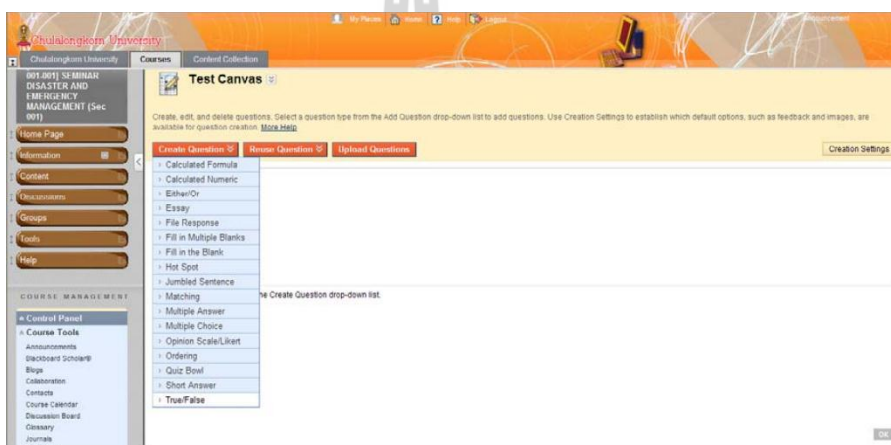 My Places Home ? Help Logout
Announcement
Chulalongkorn University
Chulalongkorn University Courses Content Collection
001.001] SEMINAR
DISASTER AND
EMERGENCY
MANAGEMENT (Sec
001)
Home Page
Information
Content
Discussions
Groups
Tools
Help
COURSE MANAGEMENT
Control Panel
Course Tools
Announcements
Blackboard Scholar®
Blogs
Collaboration
Contacts
Course Calendar
Discussion Board
Glossary
Journals
Test Canvas
Create, edit, and delete questions. Select a question type from the Add Question drop-down list to add questions. Use Creation Settings to establish which default options, such as feedback and images, are
available for question creation. More Help
Create Question Reuse Question Upload Questions Creation Settings
Calculated Formula
Calculated Numeric
Either/Or
Essay
File Response
Fill in Multiple Blanks
Fill in the Blank
Hot Spot
Jumbled Sentence
Matching
he Create Question drop-down list.
Multiple Answer
Multiple Choice
Opinion Scale/Likert
Ordering
Quiz Bowl
Short Answer
True/False
OK